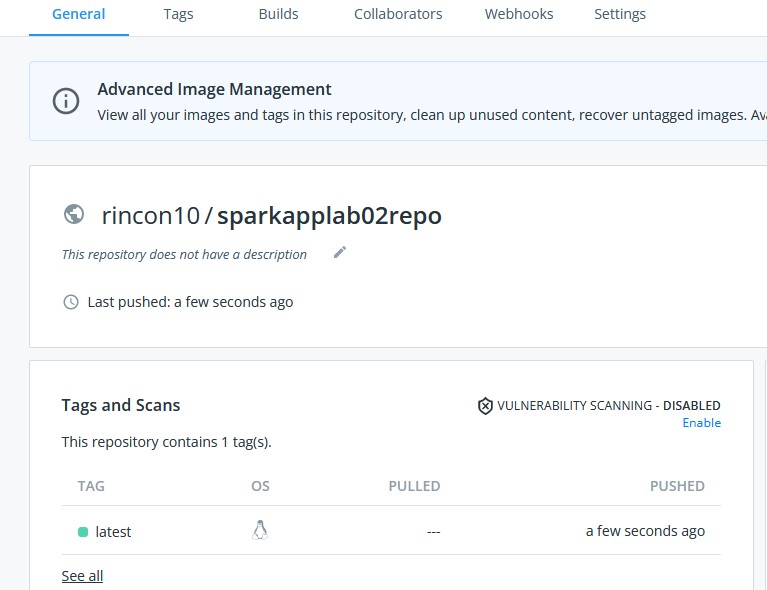 General Tags Builds Collaborators Webhooks Settings
Advanced Image Management
View all your images and tags in this repository, clean up unused content, recover untagged images.
rincon10 / sparkapplab02repo
This repository does not have a description
Last pushed: a few seconds ago
Tags and Scans
VULNERABILITY SCANNING - DISABLED
Enable
This repository contains 1 tag(s).
TAG OS PULLED PUSHED
latest --- a few seconds ago
See all